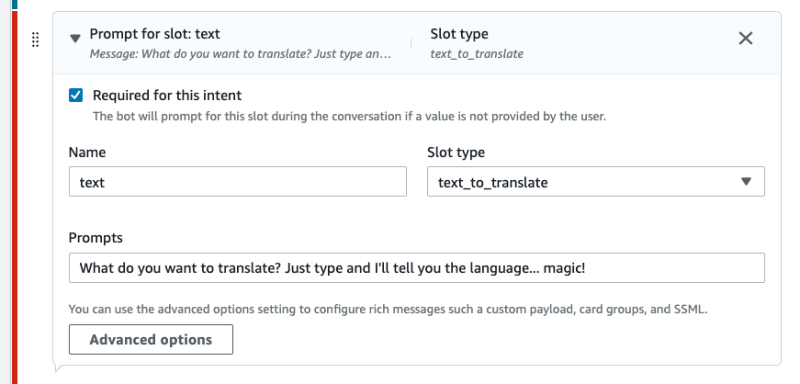 Prompt for slot: text
Slot type
Message: What do you want to translate? Just type an...
text_to_translate
Required for this intent
The bot will prompt for this slot during the conversation if a value is not provided by the user.
Name
Slot type
text
text_to_translate
Prompts
What do you want to translate? Just type and I'll tell you the language... magic!
You can use the advanced options setting to configure rich messages such a custom payload, card groups, and SSML.
Advanced options